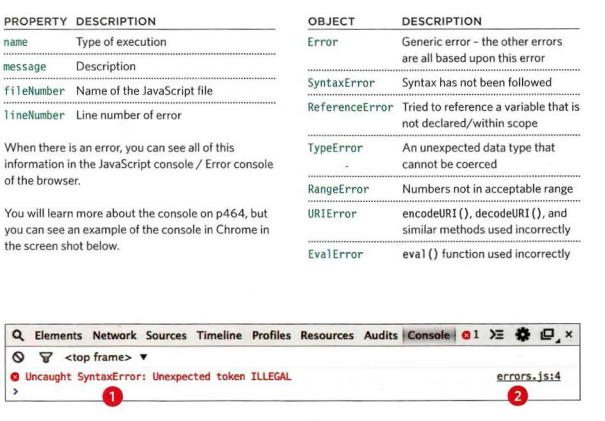 PROPERTY DESCRIPTION
name Type of execution
message Description
fileNumber Name of the JavaScript file
lineNumber Line number of error
When there is an error, you can see all of this
information in the JavaScript console / Error console
of the browser.
You will learn more about the console on p464, but
you can see an example of the console in Chrome in
the screen shot below.
OBJECT DESCRIPTION
Error Generic error – the other errors
are all based upon this error
SyntaxError Syntax has not been followed
ReferenceError Tried to reference a variable that is
not declared/within scope
TypeError An unexpected data type that
cannot be coerced
RangeError Numbers not in acceptable range
URIError encodeURI(), decodeURI(), and
similar methods used incorrectly
EvalError eval() function used incorrectly
Elements Network Sources Timeline Profiles Resources Audits Console 1
<top frame> ▼
Uncaught SyntaxError: Unexpected token ILLEGAL errors.js:4
>
1 2